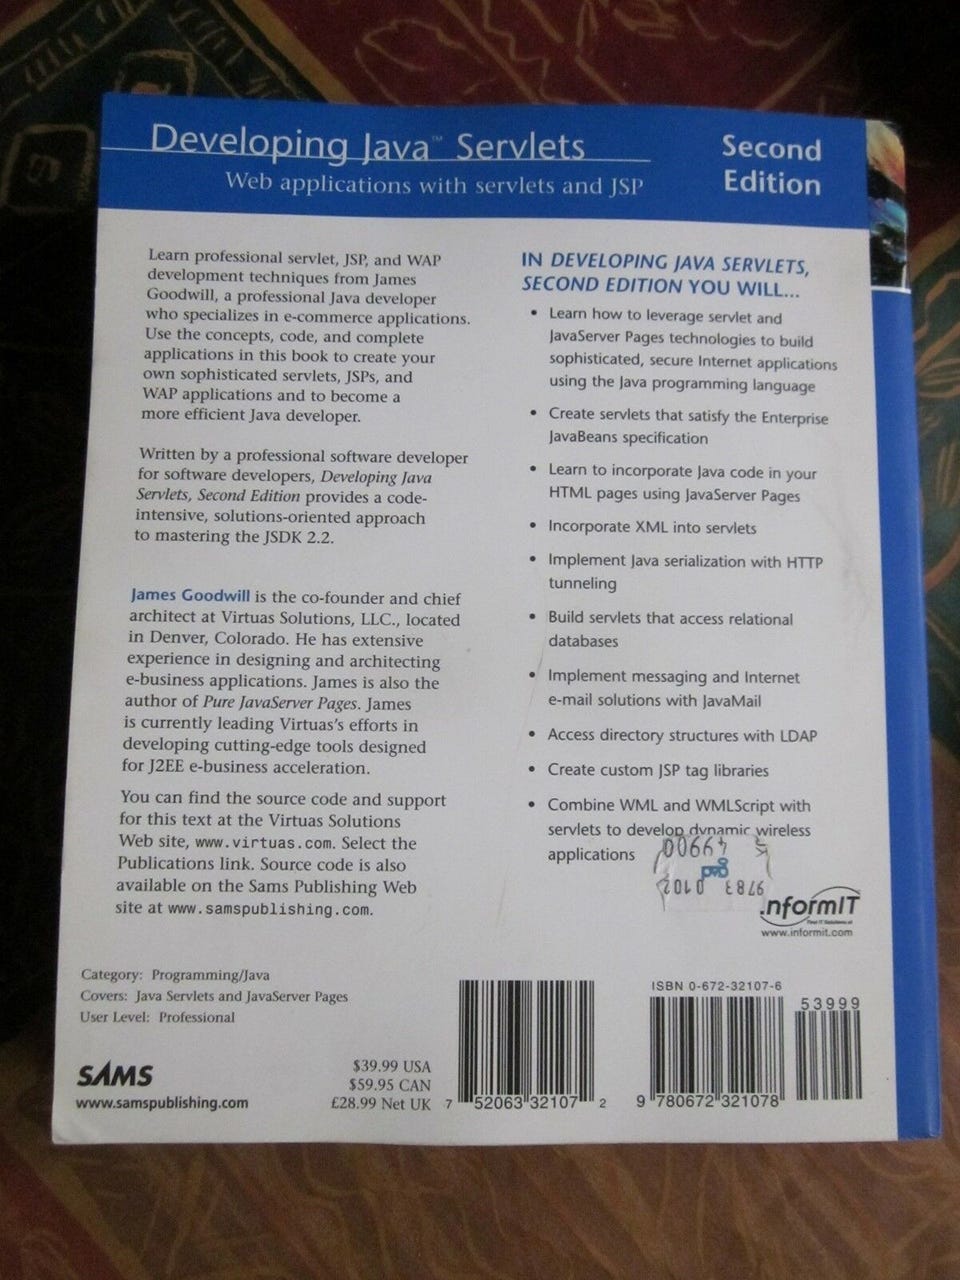 Developing Java™ Servlets
Web applications with servlets and JSP
Second
Edition
Learn professional servlet, JSP, and WAP
development techniques from James
Goodwill, a professional Java developer
who specializes in e-commerce applications.
Use the concepts, code, and complete
applications in this book to create your
own sophisticated servlets, JSPs, and
WAP applications and to become a
more efficient Java developer.
Written by a professional software developer
for software developers, Developing Java
Servlets, Second Edition provides a code-
intensive, solutions-oriented approach
to mastering the JSDK 2.2.
James Goodwill is the co-founder and chief
architect at Virtuas Solutions, LLC., located
in Denver, Colorado. He has extensive
experience in designing and architecting
e-business applications. James is also the
author of Pure JavaServer Pages. James
is currently leading Virtuas's efforts in
developing cutting-edge tools designed
for J2EE e-business acceleration.
You can find the source code and support
for this text at the Virtuas Solutions
Web site, www.virtuas.com. Select the
Publications link. Source code is also
available on the Sams Publishing Web
site at www.samspublishing.com.
IN DEVELOPING JAVA SERVLETS,
SECOND EDITION YOU WILL...
• Learn how to leverage servlet and
JavaServer Pages technologies to build
sophisticated, secure Internet applications
using the Java programming language
• Create servlets that satisfy the Enterprise
JavaBeans specification
• Learn to incorporate Java code in your
HTML pages using JavaServer Pages
• Incorporate XML into servlets
• Implement Java serialization with HTTP
tunneling
• Build servlets that access relational
databases
• Implement messaging and Internet
e-mail solutions with JavaMail
• Access directory structures with LDAP
• Create custom JSP tag libraries
• Combine WML and WMLScript with
servlets to develop dynamic wireless
applications
InformIT
www.informit.com
Category: Programming/Java
Covers: Java Servlets and JavaServer Pages
User Level: Professional
SAMS
www.samspublishing.com
$39.99 USA
$59.95 CAN
£28.99 Net UK
7 52063 32107 2
ISBN 0-672-32107-6
53999
9 780672 321078